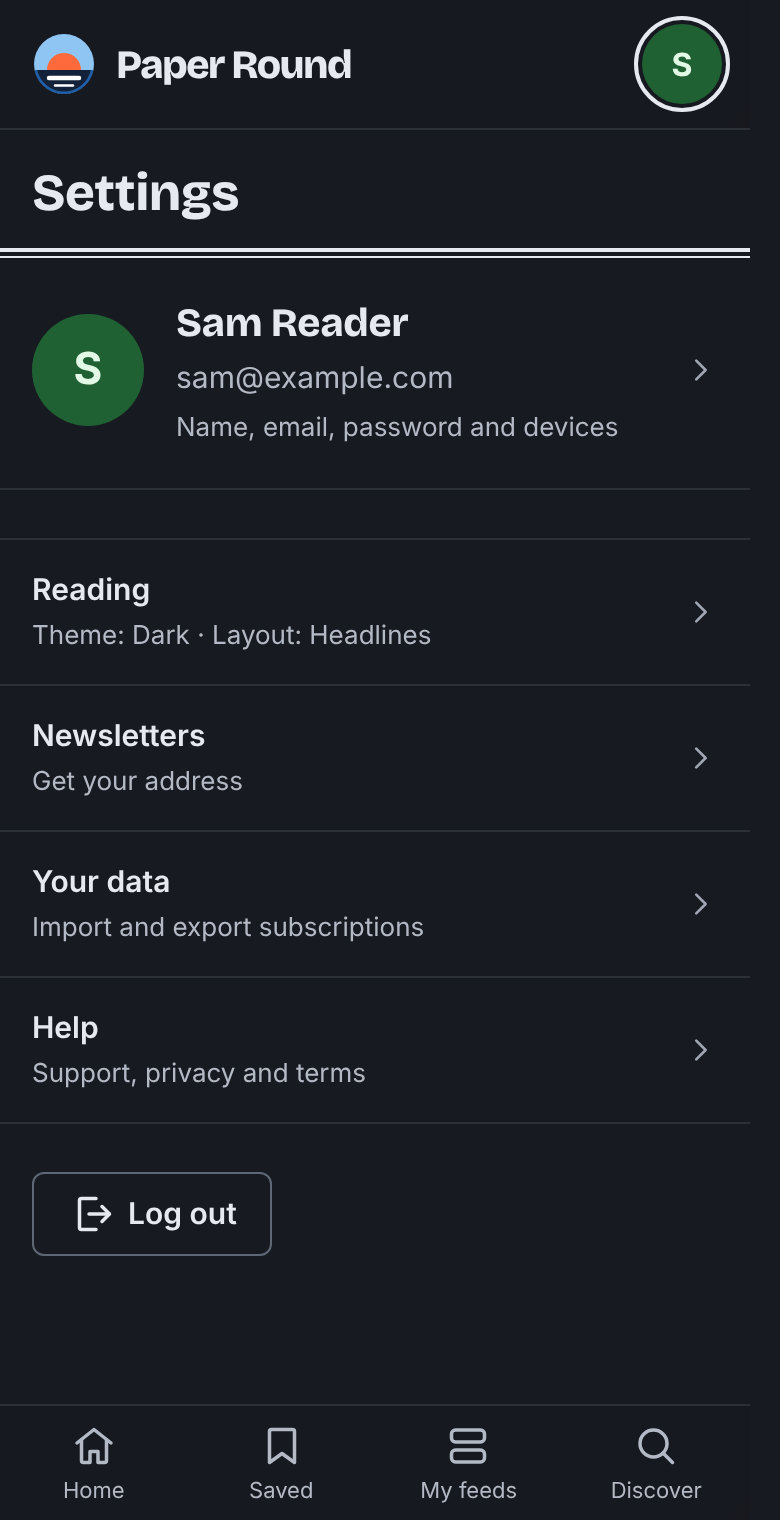 Paper Round
S
Settings
S
Sam Reader
sam@example.com
Name, email, password and devices
Reading
Theme: Dark · Layout: Headlines
Newsletters
Get your address
Your data
Import and export subscriptions
Help
Support, privacy and terms
Log out
Home
Saved
My feeds
Discover